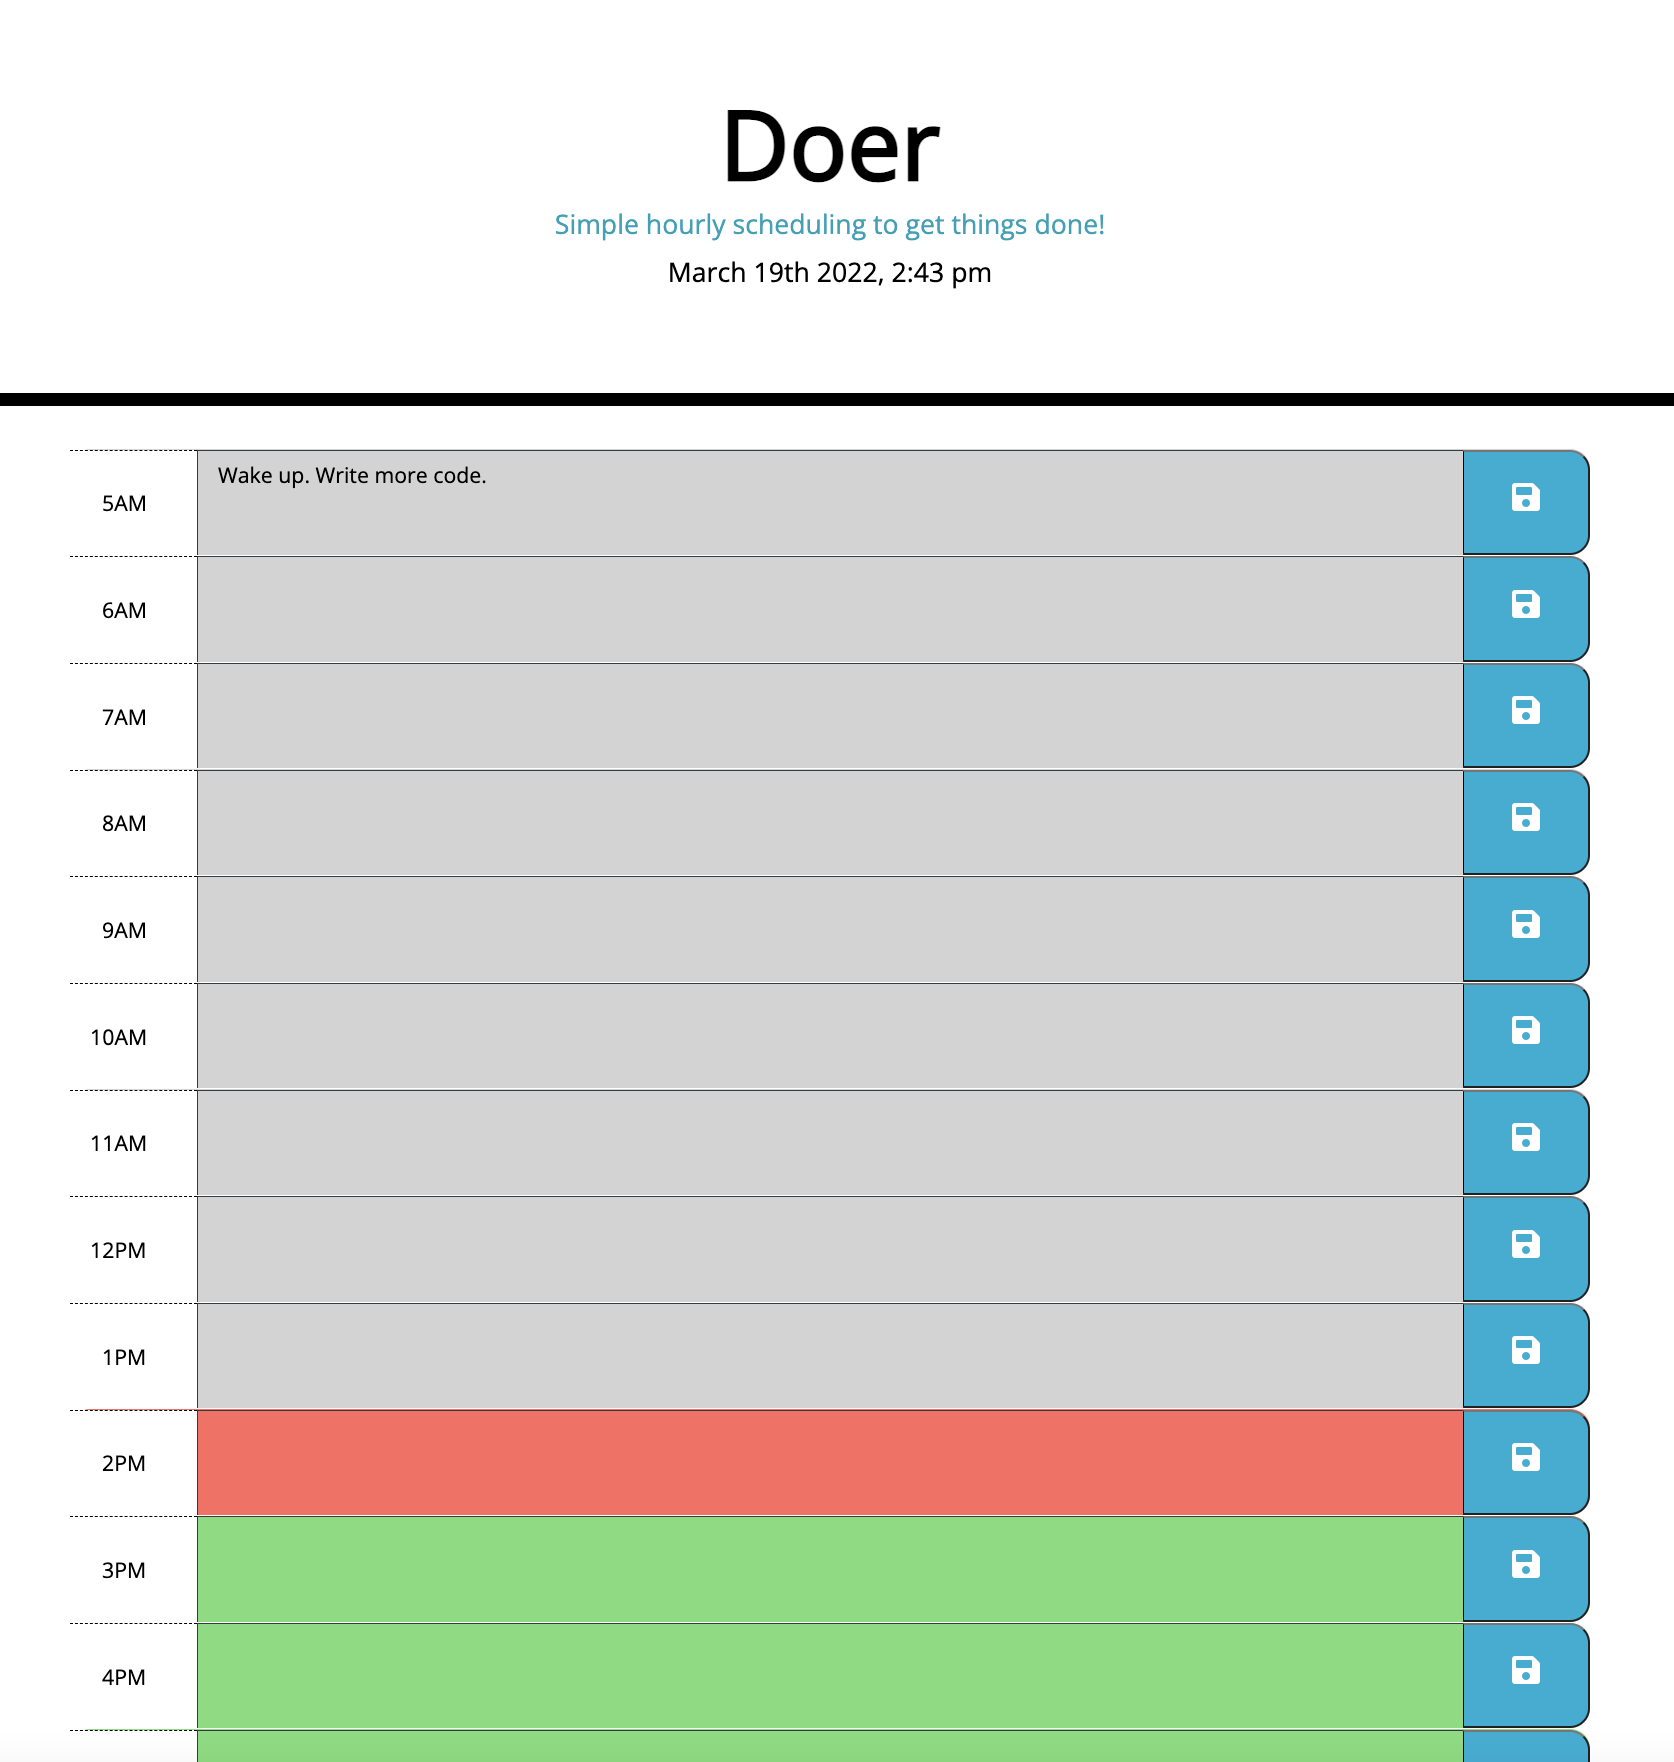 Doer
Simple hourly scheduling to get things done!
March 19th 2022, 2:43 pm
5AM
Wake up. Write more code.
6AM
7AM
8AM
9AM
10AM
11AM
12PM
1PM
2PM
3PM
4PM